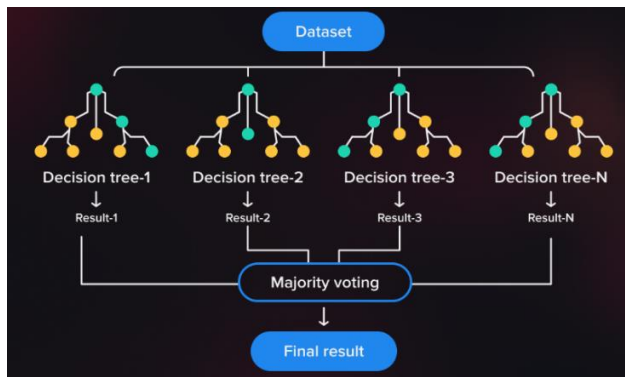 Dataset
Decision tree-1
Decision tree-2
Decision tree-3
Decision tree-N
Result-1
Result-2
Result-3
Result-N
Majority voting
Final result